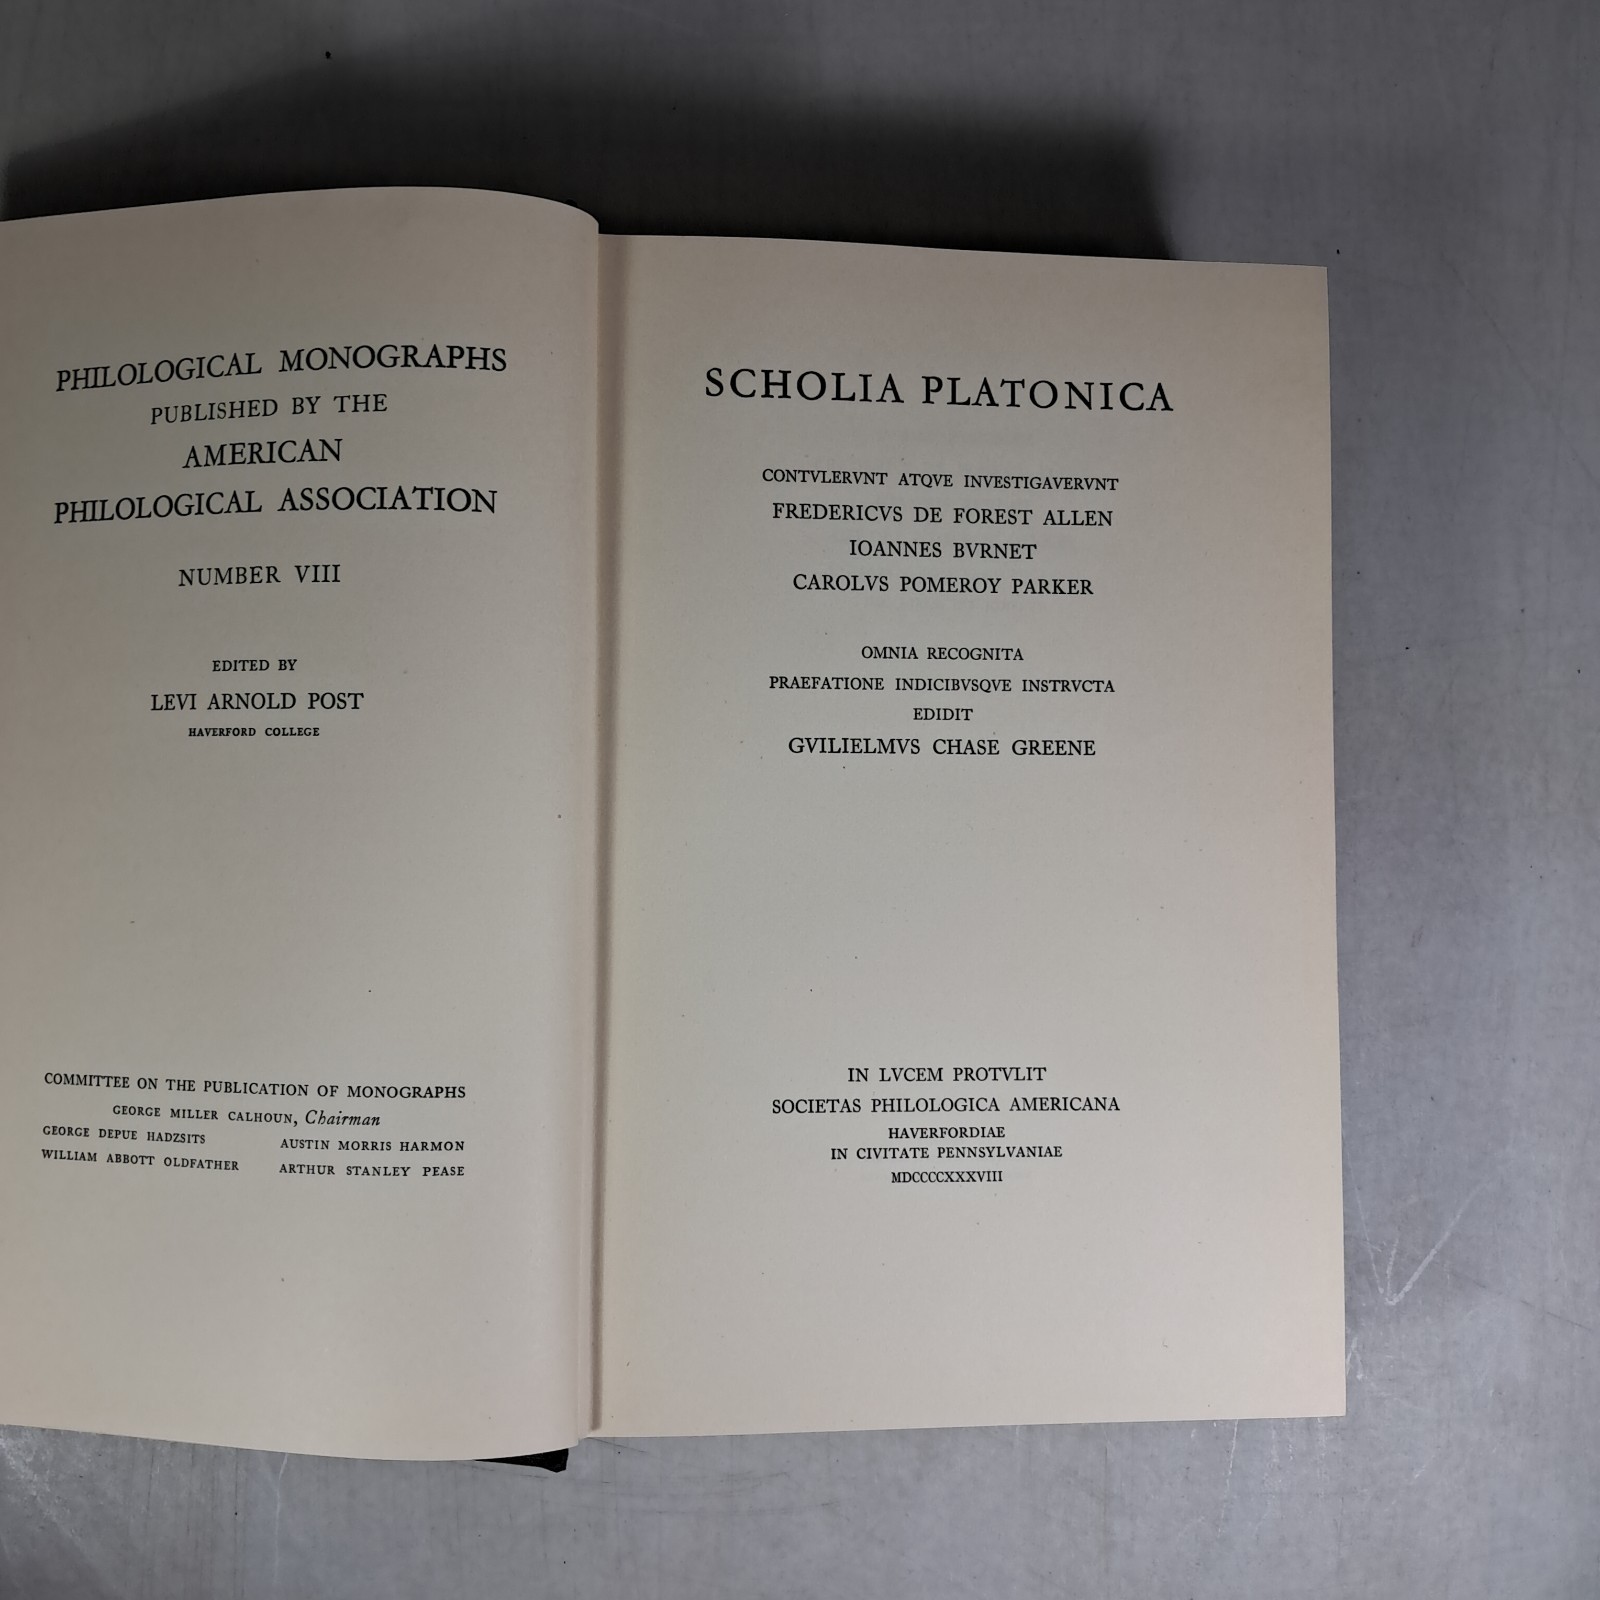 PHILOLOGICAL MONOGRAPHS
PUBLISHED BY THE
AMERICAN
PHILOLOGICAL ASSOCIATION
NUMBER VIII
EDITED BY
LEVI ARNOLD POST
HAVERFORD COLLEGE
COMMITTEE ON THE PUBLICATION OF MONOGRAPHS
GEORGE MILLER CALHOUN, Chairman
GEORGE DEPUE HADZSITS AUSTIN MORRIS HARMON
WILLIAM ABBOTT OLDFATHER ARTHUR STANLEY PEASE
SCHOLIA PLATONICA
CONTVLERVNT ATQVE INVESTIGAVERVNT
FREDERICVS DE FOREST ALLEN
IOANNES BVRNET
CAROLVS POMEROY PARKER
OMNIA RECOGNITA
PRAEFATIONE INDICIBVSQVE INSTRVCTA
EDIDIT
GVILIELMVS CHASE GREENE
IN LVCEM PROTVLIT
SOCIETAS PHILOLOGICA AMERICANA
HAVERFORDIAE
IN CIVITATE PENNSYLVANIAE
MDCCCCXXXVIII